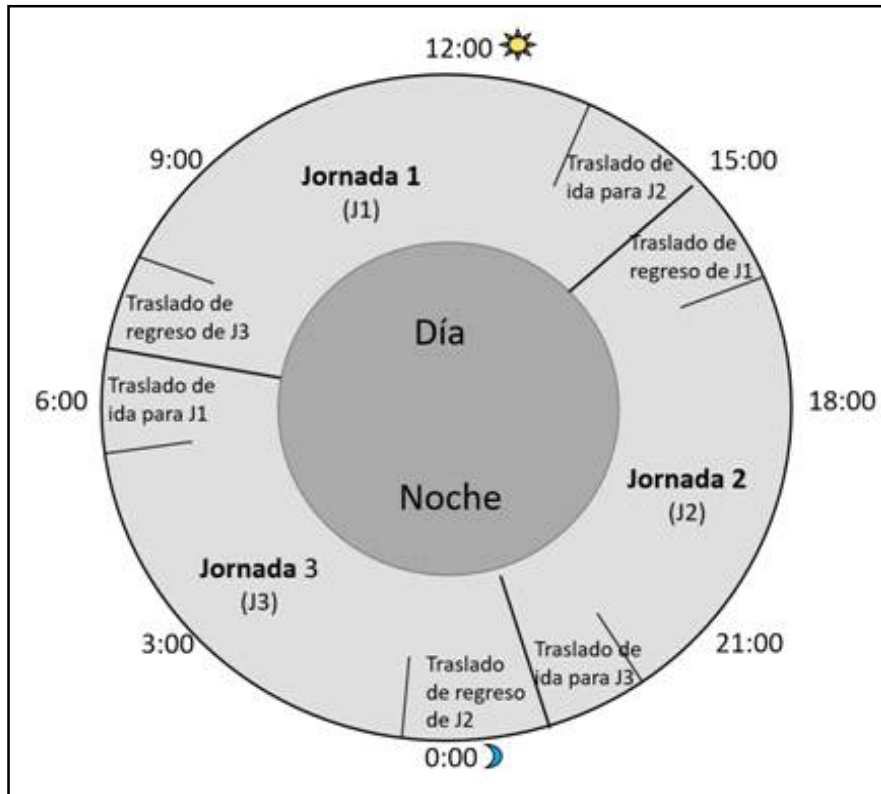 12:00
9:00
15:00
Jornada 1
(J1)
Traslado de
ida para J2
Traslado de
regreso de J1
Traslado de
regreso de J3
Día
6:00
Traslado de
ida para J1
18:00
Noche
Jornada 2
(J2)
Jornada 3
(J3)
3:00
21:00
Traslado de
ida para J3
Traslado
de regreso
de J2
0:00